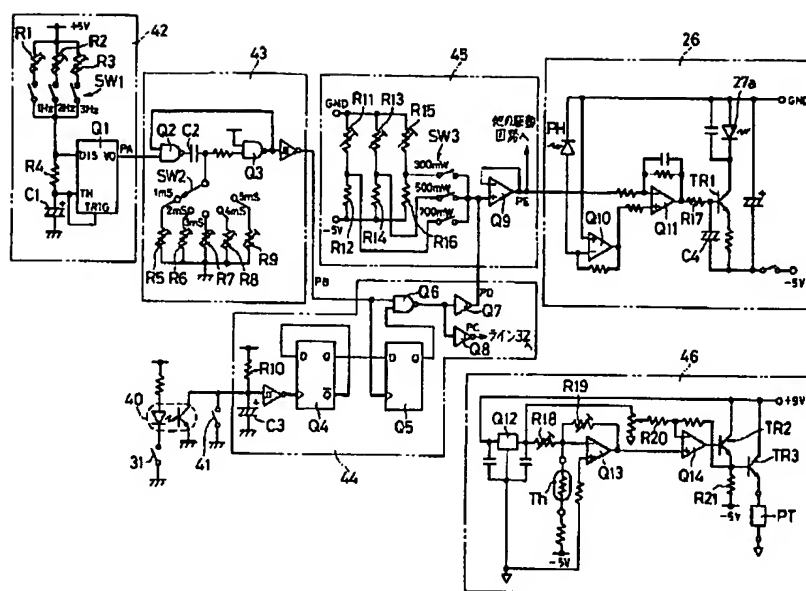 +5V
42
R1
R2
R3
SW1
1Hz 2Hz 3Hz
Q1
PA
DIS VO
R4
TH
C1
TRIG
43
Q2 C2
Q3
SW2
1mS
2mS
3mS
4mS
5mS
R5
R6
R7
R8
R9
PB
45
GND
R11
R13
R15
SW3
300mW
500mW
700mW
-5V
R12
R14
R16
Q9
PE
他の駆動
回路へ
26
27a
GND
PH
TR1
Q10
Q11
R17
C4
-5V
Q6
PD
Q7
PC
ライン32へ
Q8
R10
D Q
D Q
Q̅
Q4
Q5
40
31
41
C3
44
46
+9V
R19
Q12
R18
R20
TR2
Q13
Q14
TR3
Th
R21
-5V
-5V
PT